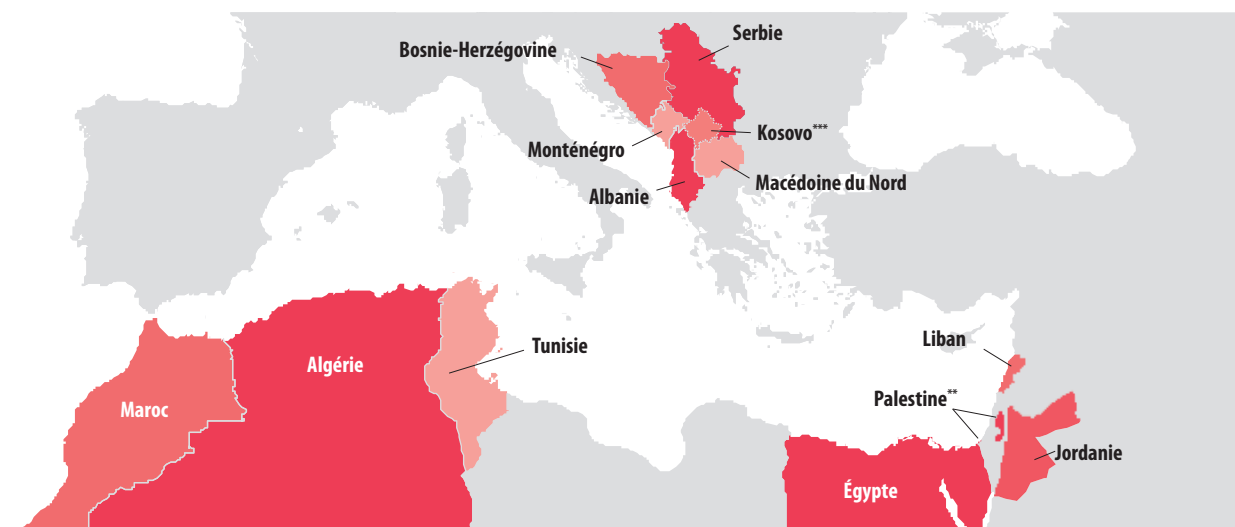 Serbie
Bosnie-Herzégovine
Kosovo***
Monténégro
Macédoine du Nord
Albanie
Liban
Tunisie
Algérie
Palestine**
Maroc
Jordanie
Égypte